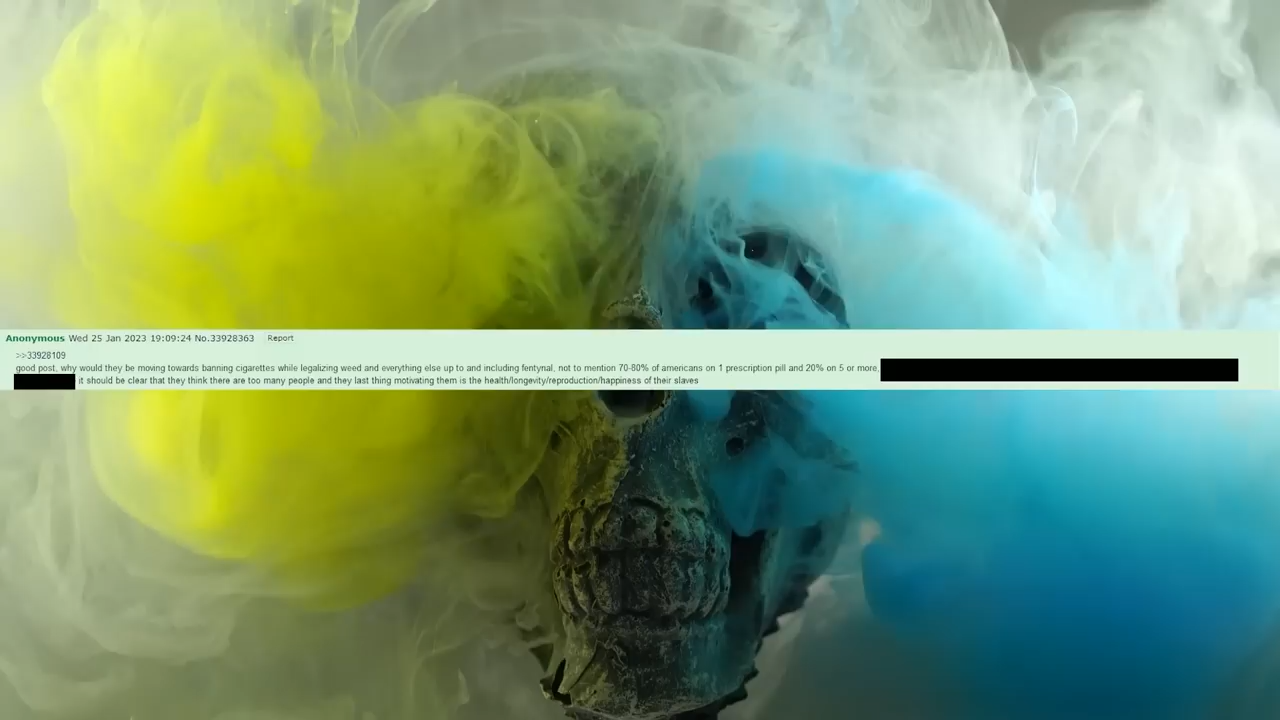 Anonymous Wed 25 Jan 2023 19:09:24 No.33928363 Report
>>33928109
good post, why would they be moving towards banning cigarettes while legalizing weed and everything else up to and including fentynal, not to mention 70-80% of americans on 1 prescription pill and 20% on 5 or more,
it should be clear that they think there are too many people and they last thing motivating them is the health/longevity/reproduction/happiness of their slaves